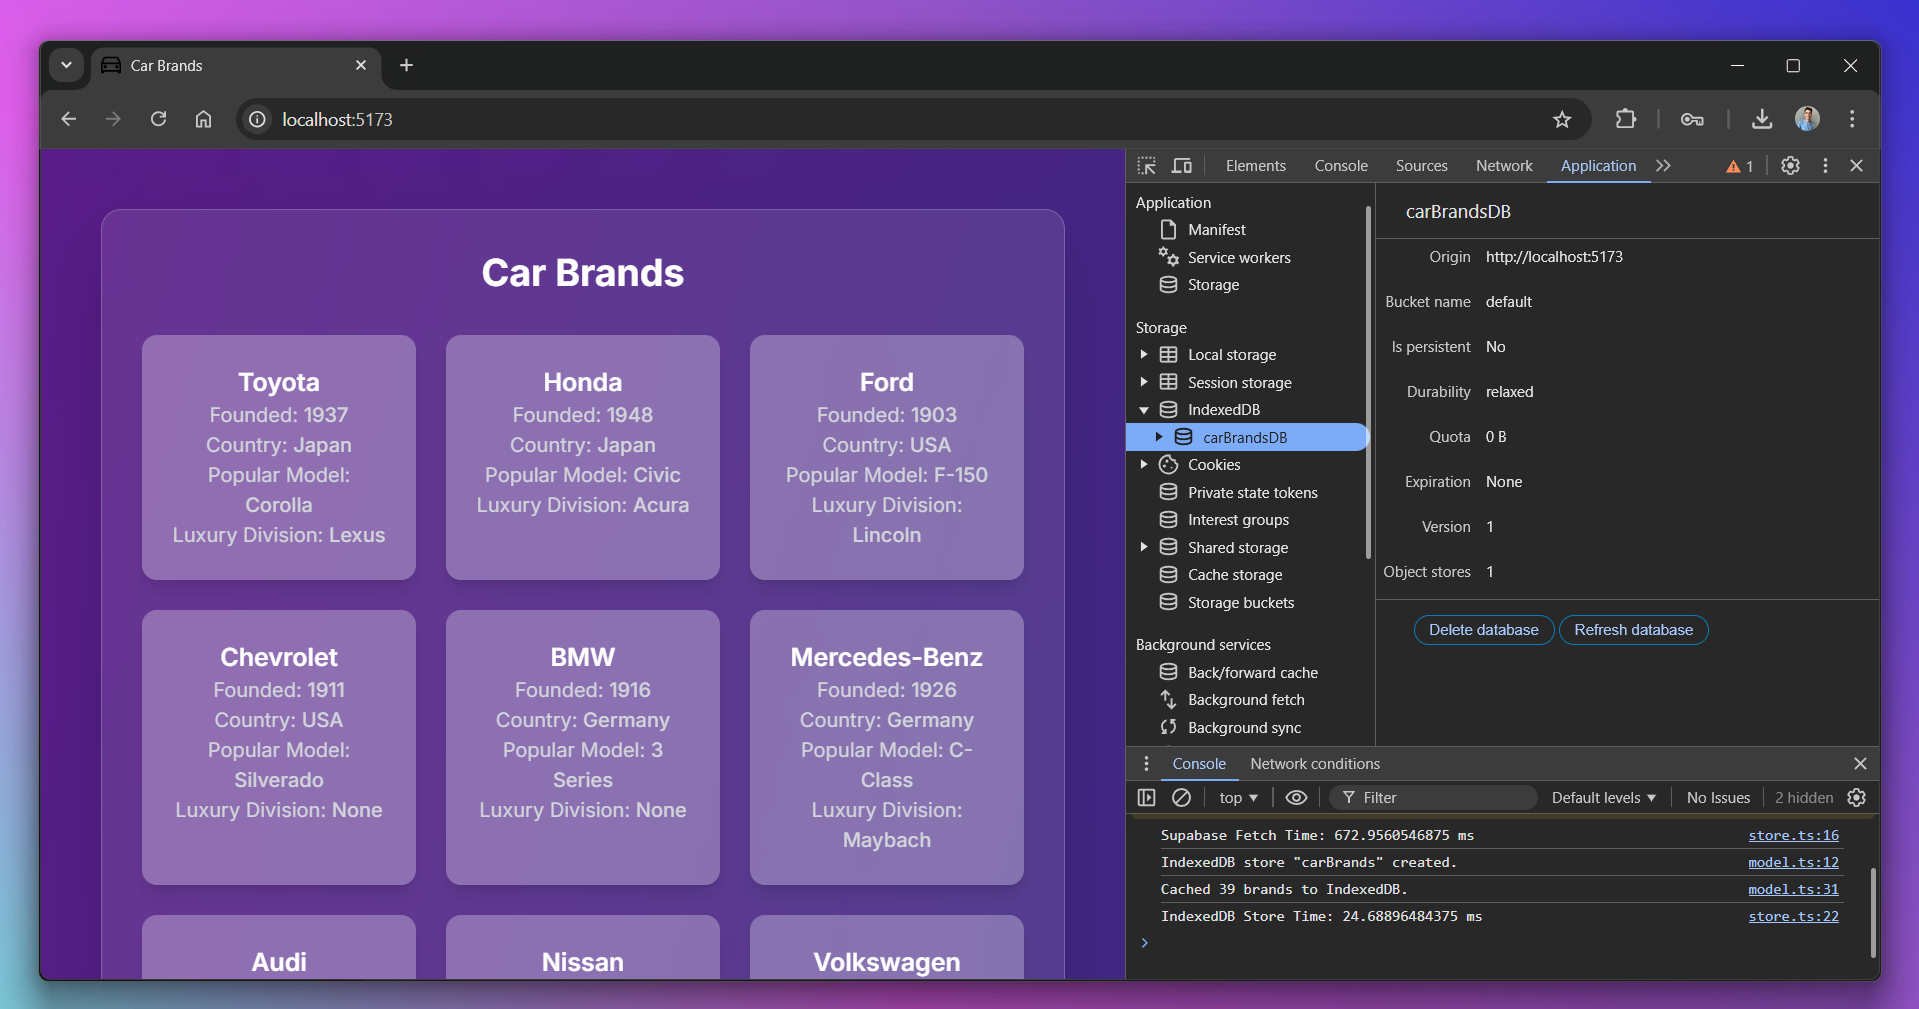 Car Brands
localhost:5173
Elements Console Sources Network Application 1
Car Brands
Toyota
Founded: 1937
Country: Japan
Popular Model:
Corolla
Luxury Division: Lexus
Honda
Founded: 1948
Country: Japan
Popular Model: Civic
Luxury Division: Acura
Ford
Founded: 1903
Country: USA
Popular Model: F-150
Luxury Division:
Lincoln
Chevrolet
Founded: 1911
Country: USA
Popular Model:
Silverado
Luxury Division: None
BMW
Founded: 1916
Country: Germany
Popular Model: 3
Series
Luxury Division: None
Mercedes-Benz
Founded: 1926
Country: Germany
Popular Model: C-
Class
Luxury Division:
Maybach
Audi
Nissan
Volkswagen
Application
Manifest
Service workers
Storage
Storage
Local storage
Session storage
IndexedDB
carBrandsDB
Cookies
Private state tokens
Interest groups
Shared storage
Cache storage
Storage buckets
Background services
Back/forward cache
Background fetch
Background sync
carBrandsDB
Origin http://localhost:5173
Bucket name default
Is persistent No
Durability relaxed
Quota 0 B
Expiration None
Version 1
Object stores 1
Delete database Refresh database
Console Network conditions
top Filter Default levels No Issues 2 hidden
Supabase Fetch Time: 672.9560546875 ms store.ts:16
IndexedDB store "carBrands" created. model.ts:12
Cached 39 brands to IndexedDB. model.ts:31
IndexedDB Store Time: 24.68896484375 ms store.ts:22